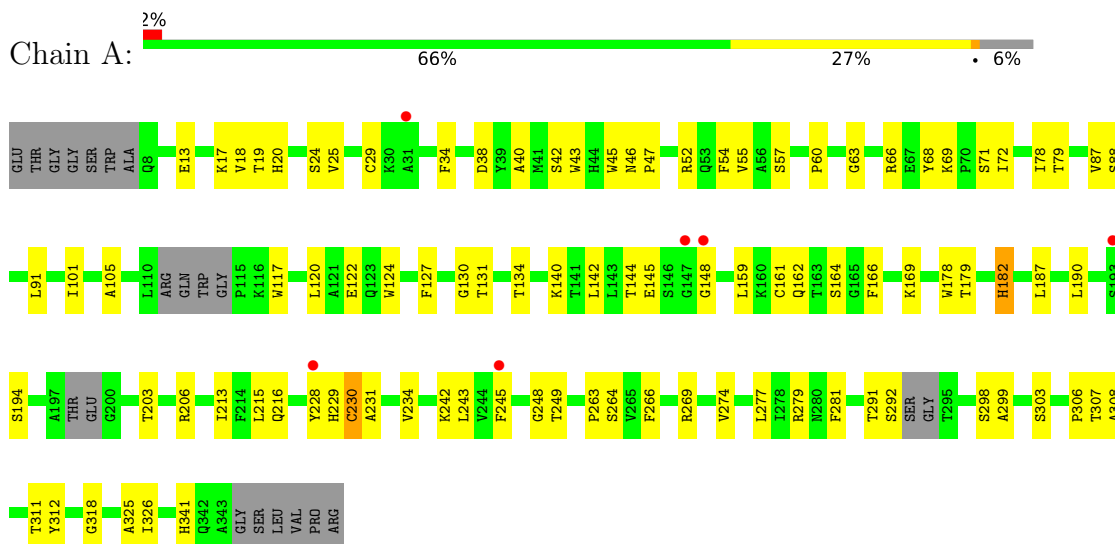 2%
Chain A:
66% 27% • 6%
GLU THR GLY GLY SER TRP ALA Q8 E13 K17 V18 T19 H20 S24 V25 C29 K30 A31 F34 D38 Y39 A40 M41 S42 W43 H44 W45 N46 P47 R52 Q53 F54 V55 A56 S57 P60 G63 R66 E67 Y68 K69 P70 S71 I72 I78 T79 V87 S88
L91 I101 A105 L110 ARG GLN TRP GLY P115 K116 W117 L120 A121 E122 Q123 W124 F127 G130 T131 T134 K140 T141 L142 L143 T144 E145 S146 G147 G148 L159 K160 C161 Q162 T163 S164 G165 F166 K169 W178 T179 H182 L187 L190 S193
S194 A197 THR GLU G200 T203 R206 I213 F214 L215 Q216 Y228 H229 C230 A231 V234 K242 L243 V244 F245 G248 T249 P263 S264 V265 F266 R269 V274 L277 I278 R279 N280 F281 T291 S292 SER GLY T295 S298 A299 S303 P306 T307 A308
T311 Y312 G318 A325 I326 H341 Q342 A343 GLY SER LEU VAL PRO ARG